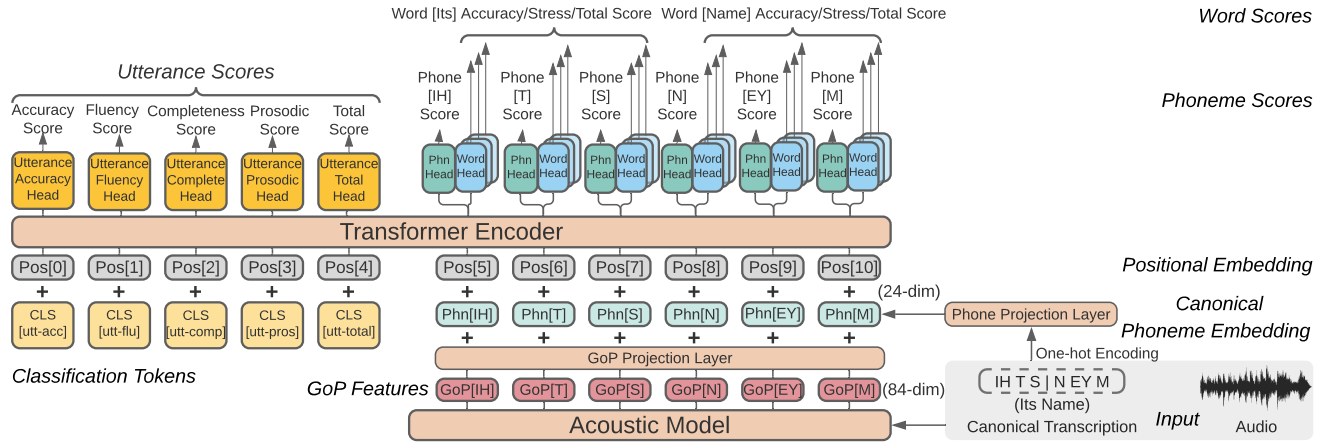 Word [Its] Accuracy/Stress/Total Score
Word [Name] Accuracy/Stress/Total Score
Word Scores
Utterance Scores
Phone
[IH]
Score
Phone
[T]
Score
Phone
[S]
Score
Phone
[N]
Score
Phone
[EY]
Score
Phone
[M]
Score
Phoneme Scores
Accuracy
Score
Fluency
Score
Completeness
Score
Prosodic
Score
Total
Score
Utterance
Accuracy
Head
Utterance
Fluency
Head
Utterance
Complete
Head
Utterance
Prosodic
Head
Utterance
Total
Head
Phn
Head
Word
Head
Phn
Head
Word
Head
Phn
Head
Word
Head
Phn
Head
Word
Head
Phn
Head
Word
Head
Phn
Head
Word
Head
Transformer Encoder
Pos[0]
Pos[1]
Pos[2]
Pos[3]
Pos[4]
Pos[5]
Pos[6]
Pos[7]
Pos[8]
Pos[9]
Pos[10]
Positional Embedding
+ + + + + + + + + + +
(24-dim)
CLS
[utt-acc]
CLS
[utt-flu]
CLS
[utt-comp]
CLS
[utt-pros]
CLS
[utt-total]
Phn[IH]
Phn[T]
Phn[S]
Phn[N]
Phn[EY]
Phn[M]
Phone Projection Layer
Canonical
Phoneme Embedding
+ + + + + +
GoP Projection Layer
One-hot Encoding
Classification Tokens
GoP Features
GoP[IH]
GoP[T]
GoP[S]
GoP[N]
GoP[EY]
GoP[M]
(84-dim)
IH T S | N EY M
(Its Name)
Canonical Transcription
Input
Audio
Acoustic Model